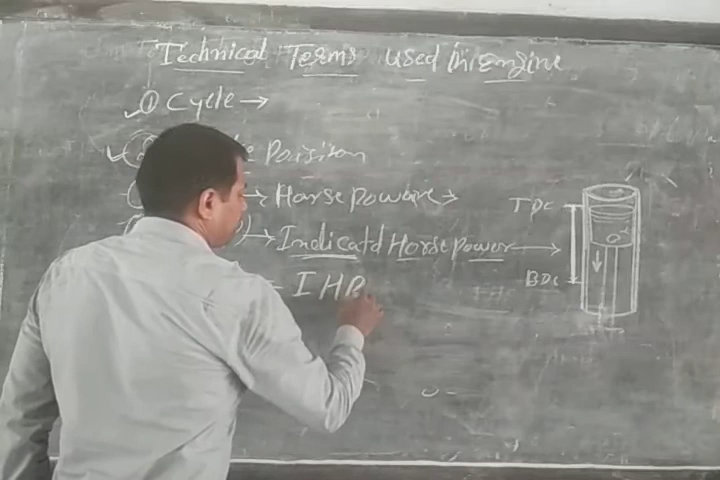 Technical Terms used in engine
① Cycle →
Position
→ Horse power →
TDC
→ Indicatd Horse power →
BDC
= IHP